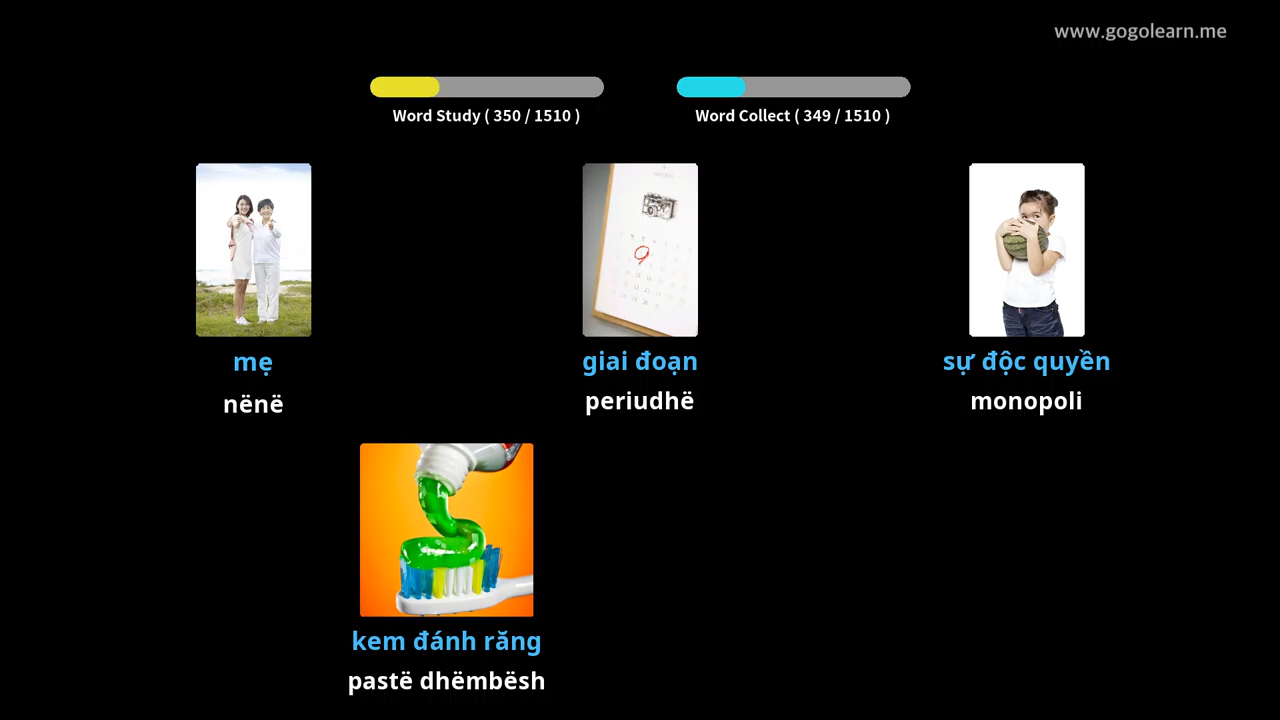 www.gogolearn.me
Word Study ( 350 / 1510 )
Word Collect ( 349 / 1510 )
mẹ
nënë
giai đoạn
periudhë
sự độc quyền
monopoli
kem đánh răng
pastë dhëmbësh